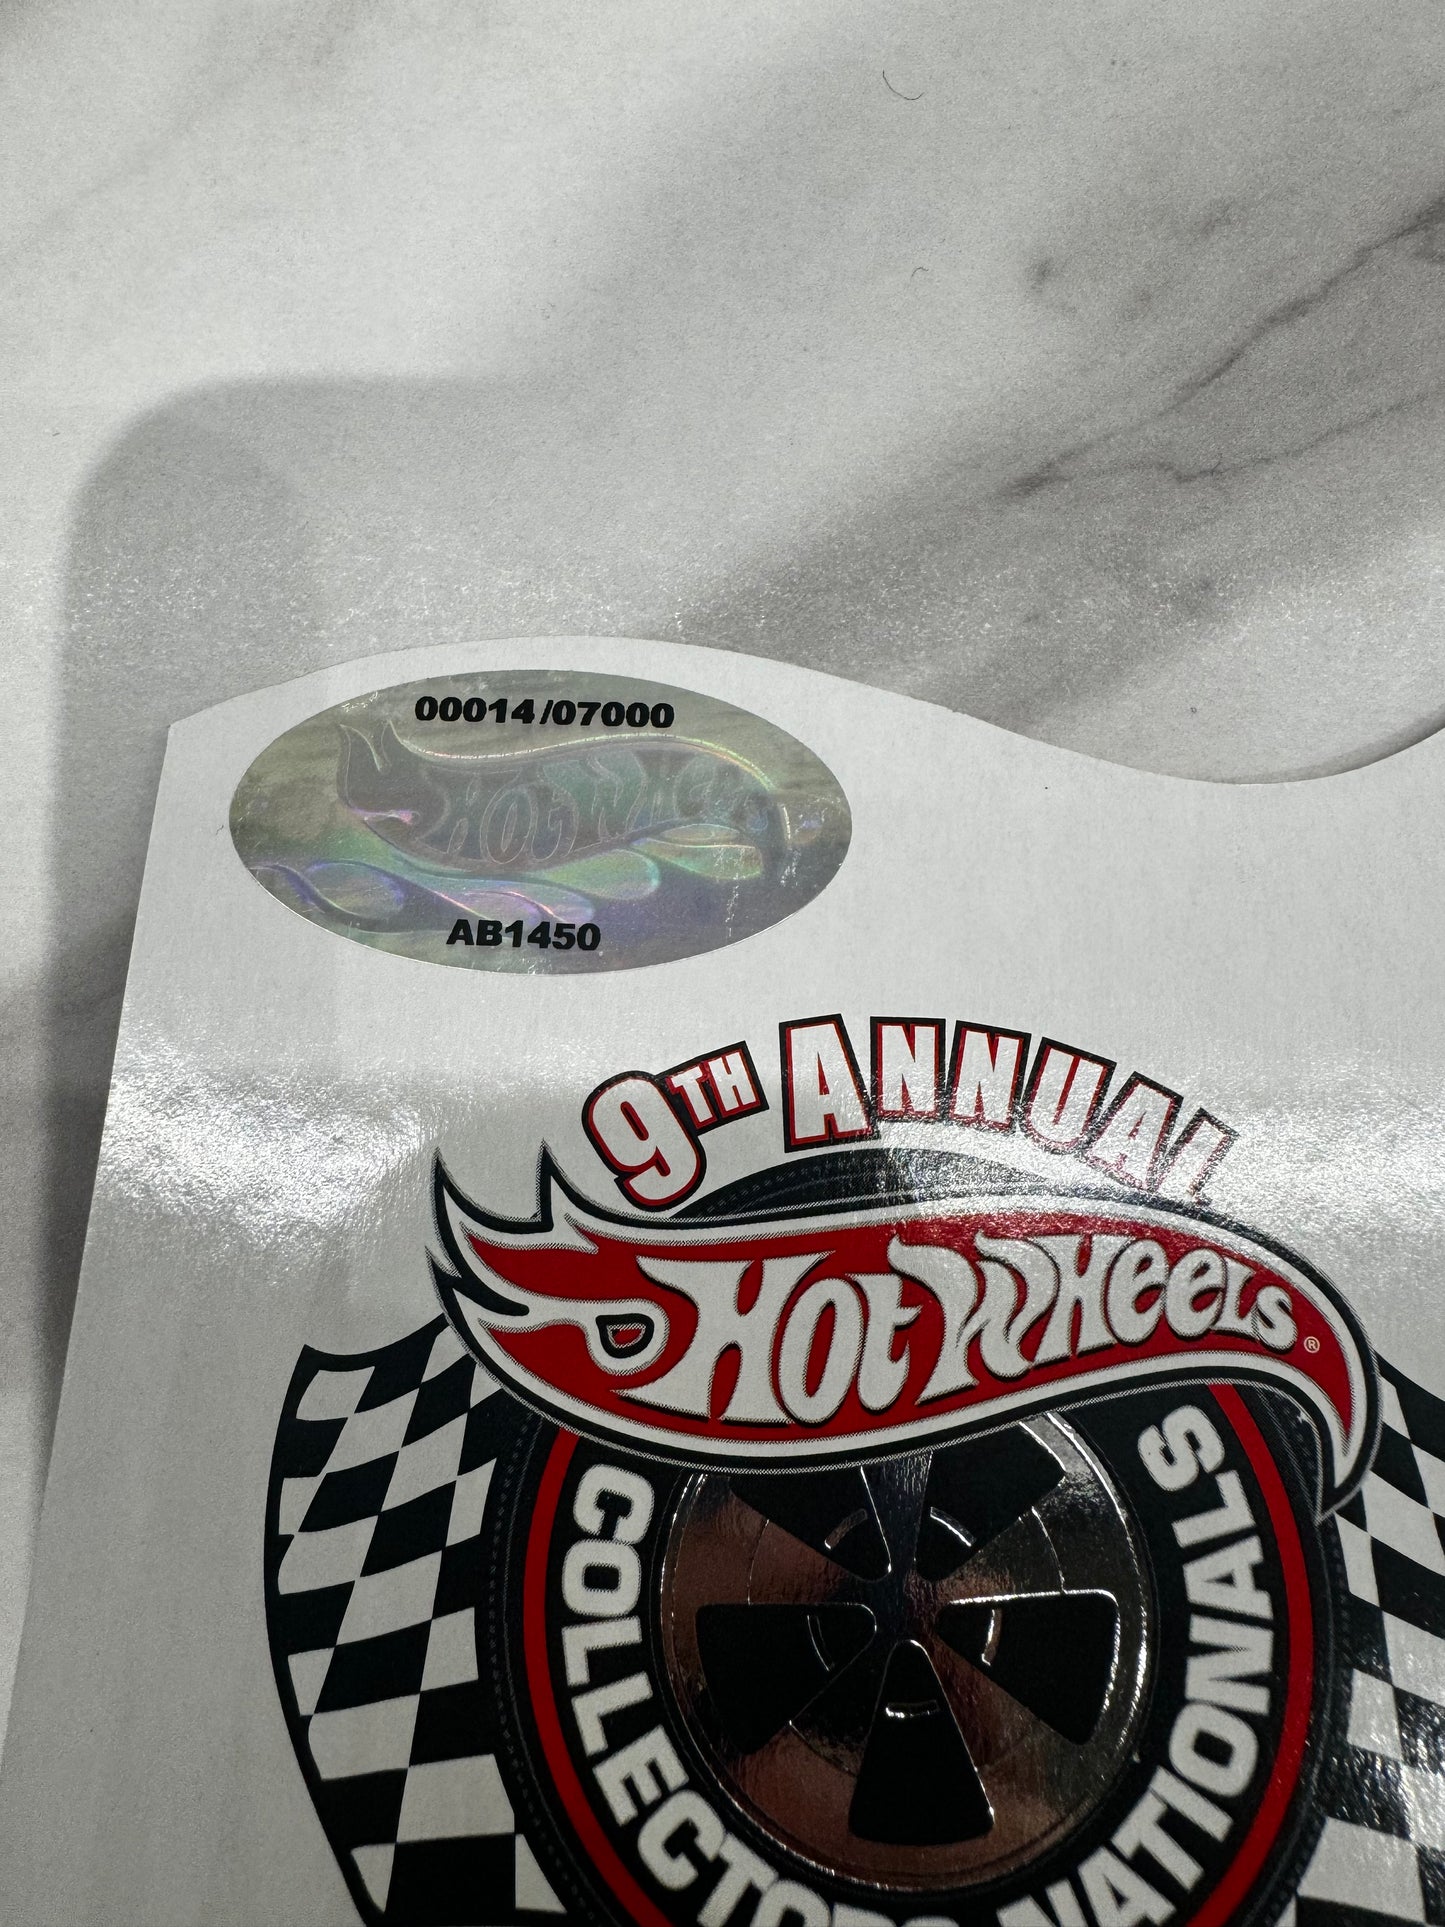 00014/07000
HOT WHEELS
AB1450
9TH ANNUAL
HOT WHEELS®
COLLECTORS NATIONALS